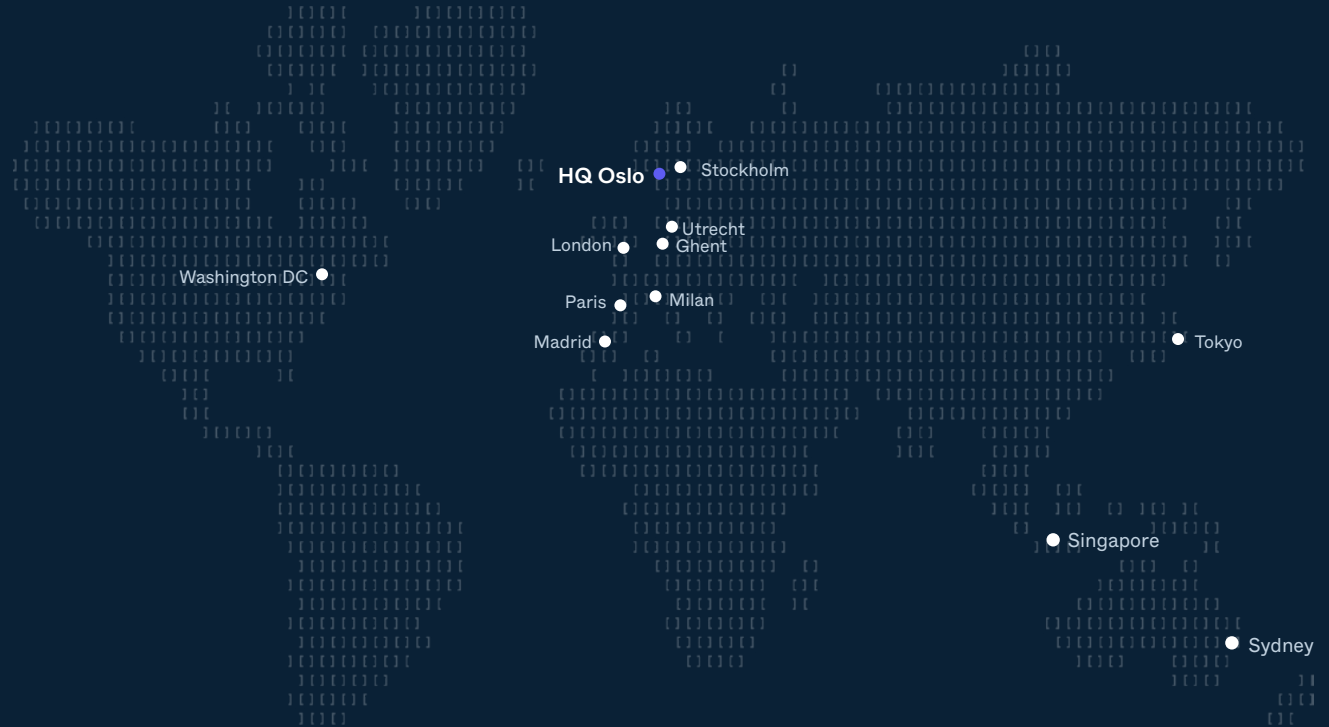 HQ Oslo
Stockholm
Utrecht
London
Ghent
Washington DC
Paris
Milan
Madrid
Tokyo
Singapore
Sydney